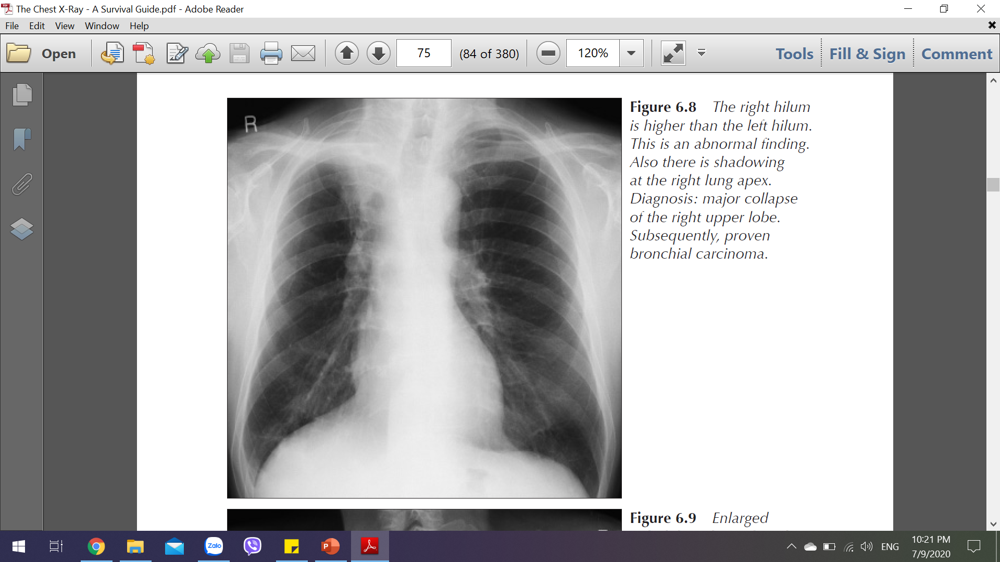 The Chest X-Ray - A Survival Guide.pdf - Adobe Reader
File Edit View Window Help
Open 75 (84 of 380) 120% Tools Fill & Sign Comment
R
Figure 6.8 The right hilum
is higher than the left hilum.
This is an abnormal finding.
Also there is shadowing
at the right lung apex.
Diagnosis: major collapse
of the right upper lobe.
Subsequently, proven
bronchial carcinoma.
Figure 6.9 Enlarged
Zalo
P
ENG
10:21 PM
7/9/2020